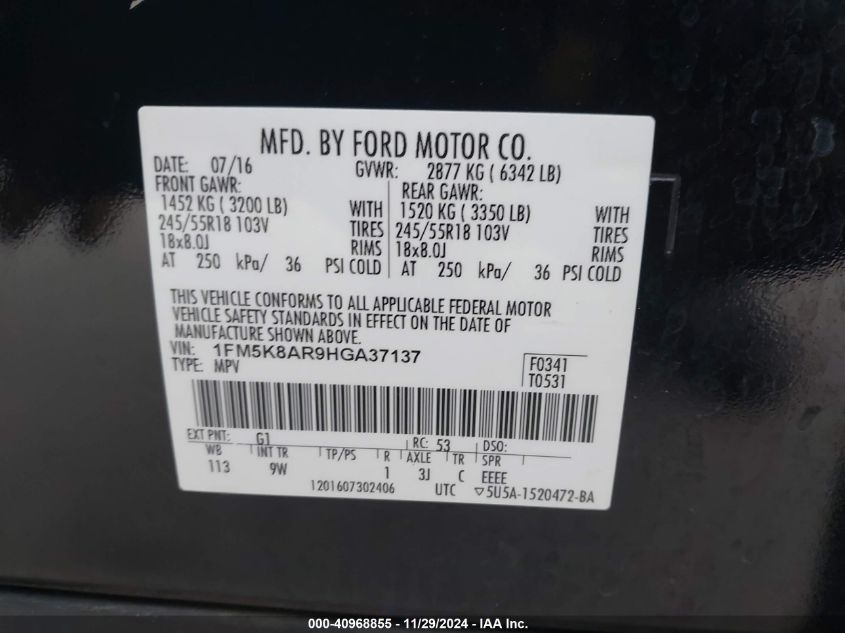 MFD. BY FORD MOTOR CO.
DATE: 07/16 GVWR: 2877 KG ( 6342 LB)
FRONT GAWR: REAR GAWR:
1452 KG ( 3200 LB) WITH 1520 KG ( 3350 LB) WITH
245/55R18 103V TIRES 245/55R18 103V TIRES
18x8.0J RIMS 18x8.0J RIMS
AT 250 kPa/ 36 PSI COLD AT 250 kPa/ 36 PSI COLD
THIS VEHICLE CONFORMS TO ALL APPLICABLE FEDERAL MOTOR
VEHICLE SAFETY STANDARDS IN EFFECT ON THE DATE OF
MANUFACTURE SHOWN ABOVE.
VIN: 1FM5K8AR9HGA37137 F0341
TYPE: MPV T0531
EXT PNT: G1 RC: 53 DSO:
WB INT TR TP/PS R AXLE TR SPR
113 9W 1 3J C EEEE
1201607302406 UTC ▽5U5A-1520472-BA
000-40968855 - 11/29/2024 - IAAI.com